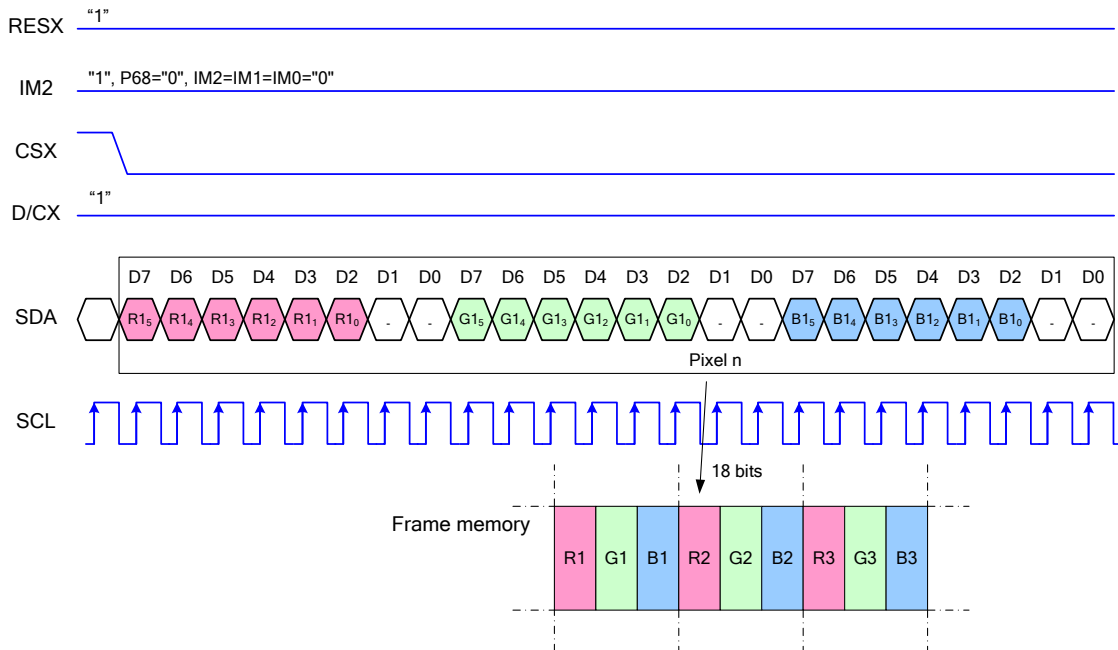 RESX “1”
IM2 "1", P68="0", IM2=IM1=IM0="0"
CSX
D/CX “1”
D7 D6 D5 D4 D3 D2 D1 D0 D7 D6 D5 D4 D3 D2 D1 D0 D7 D6 D5 D4 D3 D2 D1 D0
SDA R1₅ R1₄ R1₃ R1₂ R1₁ R1₀ - - G1₅ G1₄ G1₃ G1₂ G1₁ G1₀ - - B1₅ B1₄ B1₃ B1₂ B1₁ B1₀ - -
Pixel n
SCL
18 bits
Frame memory
R1 G1 B1 R2 G2 B2 R3 G3 B3